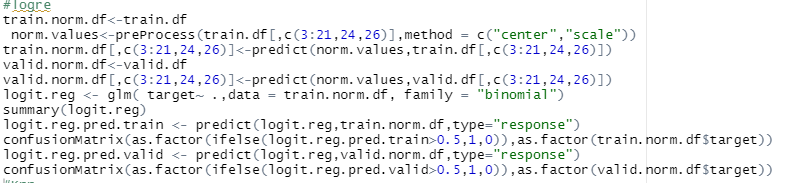 #logre
train.norm.df<-train.df
norm.values<-preProcess(train.df[,c(3:21,24,26)],method = c("center","scale"))
train.norm.df[,c(3:21,24,26)]<-predict(norm.values,train.df[,c(3:21,24,26)])
valid.norm.df<-valid.df
valid.norm.df[,c(3:21,24,26)]<-predict(norm.values,valid.df[,c(3:21,24,26)])
logit.reg <- glm( target~ .,data = train.norm.df, family = "binomial")
summary(logit.reg)
logit.reg.pred.train <- predict(logit.reg,train.norm.df,type="response")
confusionMatrix(as.factor(ifelse(logit.reg.pred.train>0.5,1,0)),as.factor(train.norm.df$target))
logit.reg.pred.valid <- predict(logit.reg,valid.norm.df,type="response")
confusionMatrix(as.factor(ifelse(logit.reg.pred.valid>0.5,1,0)),as.factor(valid.norm.df$target))